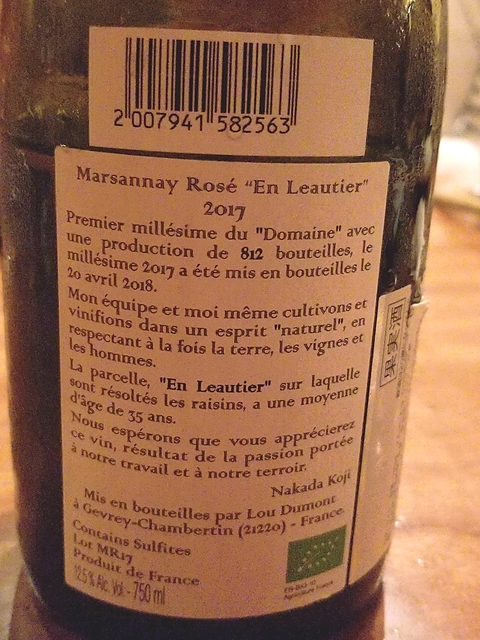 2 007941 582563
Marsannay Rosé "En Leautier"
2017
Premier millésime du "Domaine" avec
une production de 812 bouteilles, le
millésime 2017 a été mis en bouteilles le
20 avril 2018.
Mon équipe et moi même cultivons et
vinifions dans un esprit "naturel", en
respectant à la fois la terre, les vignes et
les hommes.
La parcelle, "En Leautier" sur laquelle
sont résoltés les raisins, a une moyenne
d'âge de 35 ans.
Nous espérons que vous apprécierez
ce vin, résultat de la passion portée
à notre travail et à notre terroir.
Nakada Koji
Mis en bouteilles par Lou Dumont
à Gevrey-Chambertin (21220) - France.
Contains Sulfites
Lot MR17
Produit de France
12.5% Alc. Vol. - 750 ml
FR-BIO-10
Agriculture France
果実酒